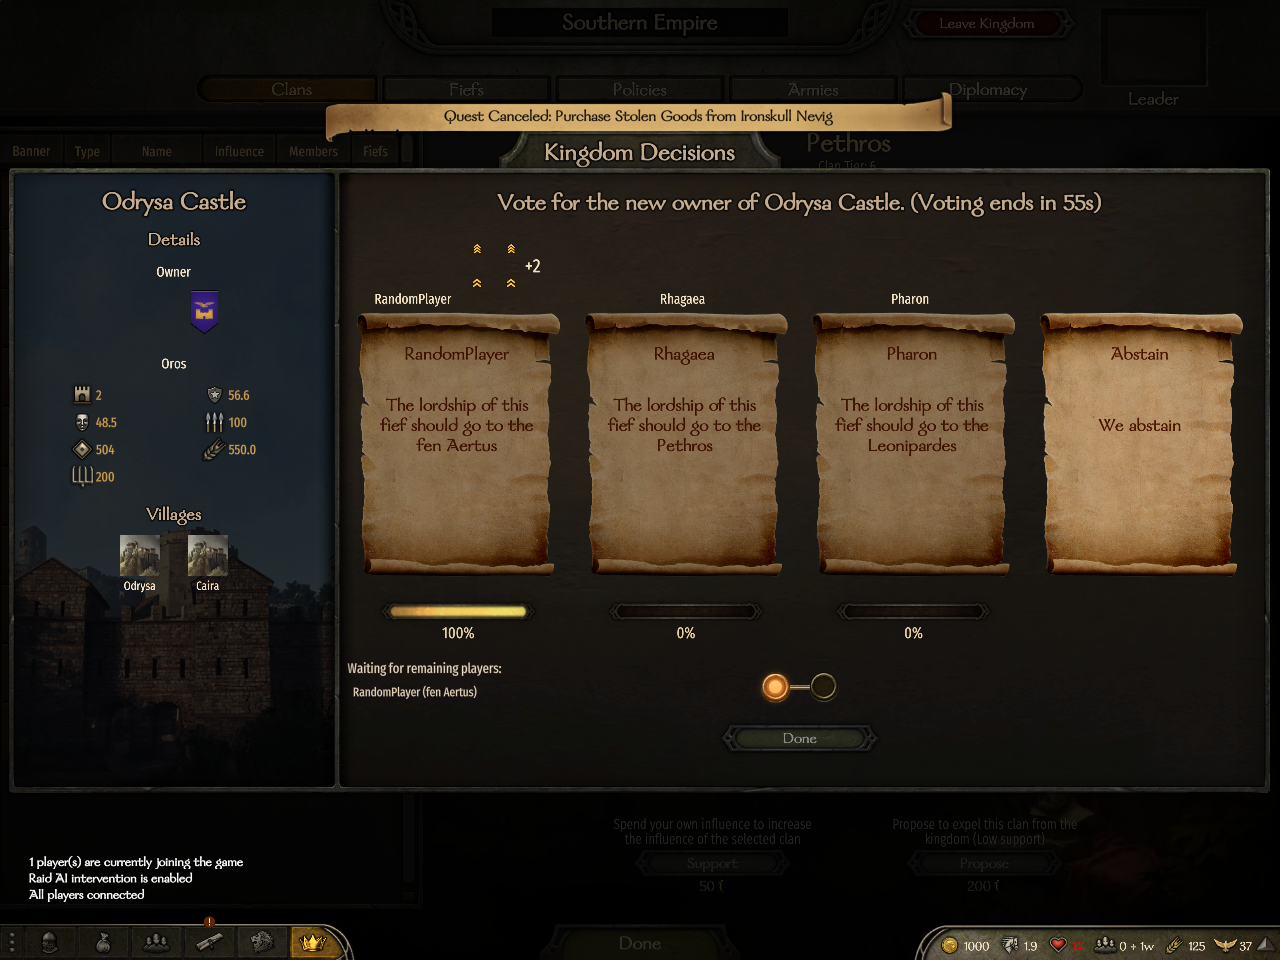 Southern Empire
Leave Kingdom
Clans
Fiefs
Policies
Armies
Diplomacy
Leader
Quest Canceled: Purchase Stolen Goods from Ironskull Nevig
Banner
Type
Name
Influence
Members
Fiefs
Kingdom Decisions
Pethros
Clan Tier: 6
Odrysa Castle
Details
Owner
Oros
2
56.6
48.5
100
504
550.0
200
Villages
Odrysa
Caira
Vote for the new owner of Odrysa Castle. (Voting ends in 55s)
+2
RandomPlayer
Rhagaea
Pharon
RandomPlayer
The lordship of this
fief should go to the
fen Aertus
Rhagaea
The lordship of this
fief should go to the
Pethros
Pharon
The lordship of this
fief should go to the
Leonipardes
Abstain
We abstain
100%
0%
0%
Waiting for remaining players:
RandomPlayer (fen Aertus)
Done
Spend your own influence to increase
the influence of the selected clan
Support
50
Propose to expel this clan from the
kingdom (Low support)
Propose
200
1 player(s) are currently joining the game
Raid AI intervention is enabled
All players connected
Done
1000
1.9
0 + 1w
125
37